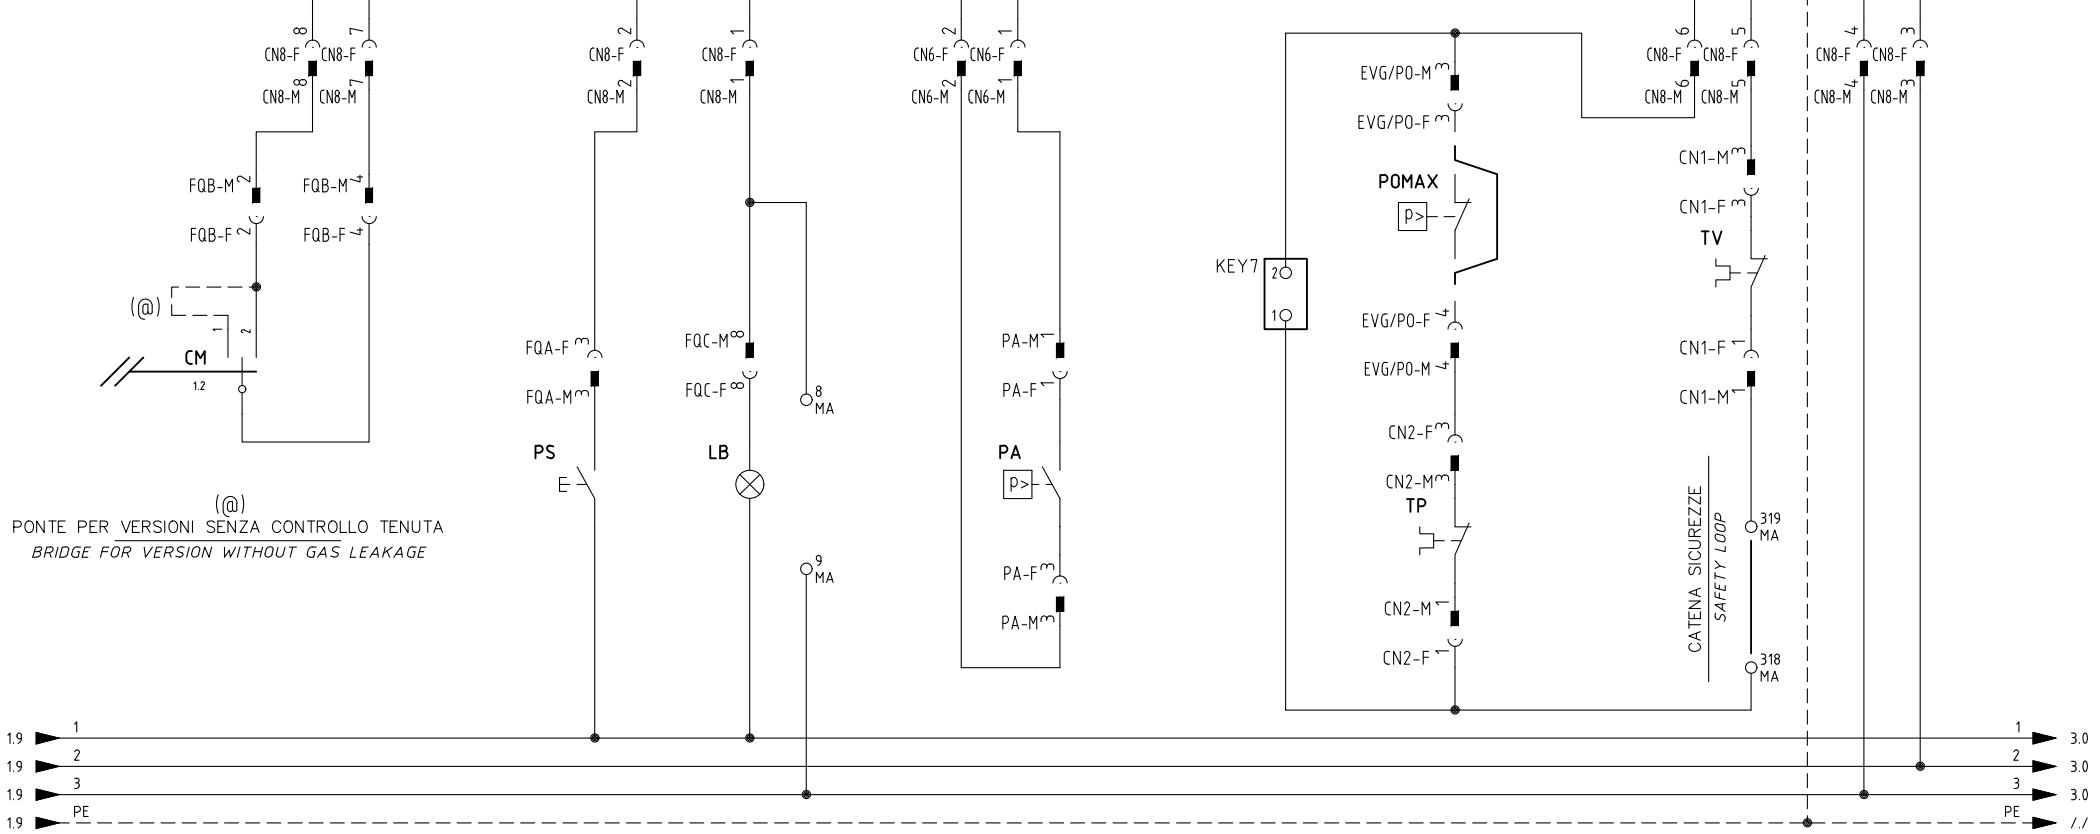 8 7 2 1 2 1 6 5 4 3
CN8-F CN8-F CN8-F CN8-F CN6-F CN6-F CN8-F CN8-F CN8-F CN8-F
8 7 2 1 2 1 6 5 4 3
CN8-M CN8-M CN8-M CN8-M CN6-M CN6-M CN8-M CN8-M CN8-M CN8-M
FQB-M 2 FQB-M 4
FQB-F 2 FQB-F 4
(@)
1 2
CM
1.2
(@)
PONTE PER VERSIONI SENZA CONTROLLO TENUTA
BRIDGE FOR VERSION WITHOUT GAS LEAKAGE
FQA-F 3
FQA-M 3
PS
FQC-M 8
FQC-F 8
LB
8
MA
9
MA
PA-M 1
PA-F 1
PA
p>
PA-F 3
PA-M 3
KEY7
2
1
EVG/PO-M 3
EVG/PO-F 3
POMAX
p>
EVG/PO-F 4
EVG/PO-M 4
CN2-F 3
CN2-M 3
TP
CN2-M 1
CN2-F 1
CN1-M 3
CN1-F 3
TV
CN1-F 1
CN1-M 1
CATENA SICUREZZE
SAFETY LOOP
319
MA
318
MA
1.9 1 1 3.0
1.9 2 2 3.0
1.9 3 3 3.0
1.9 PE PE /./